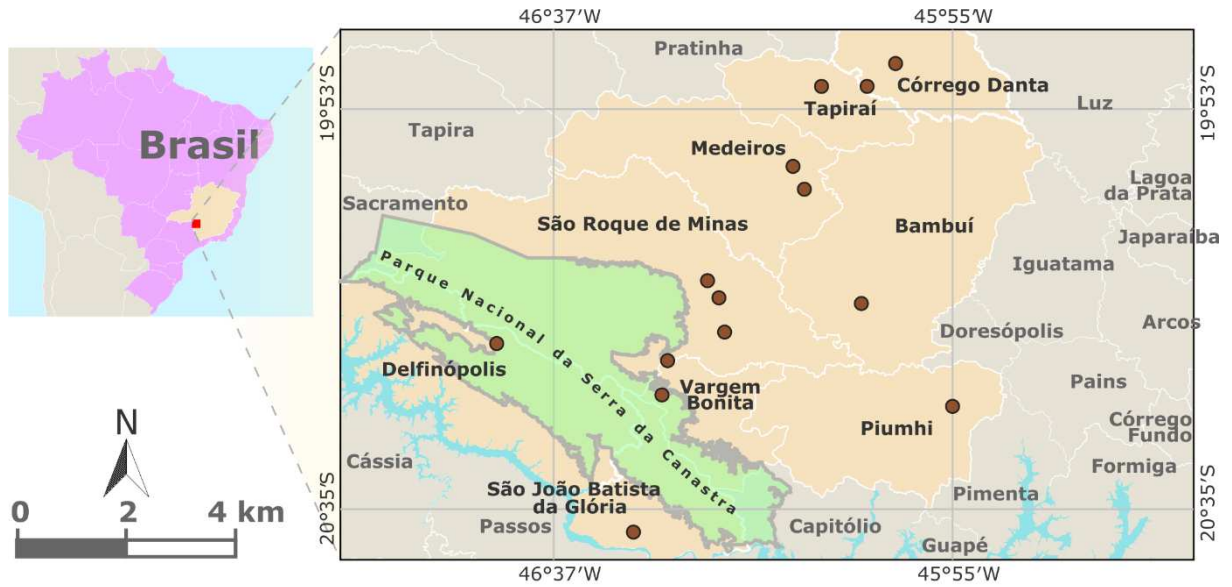 46°37’W
45°55’W
Pratinha
Córrego Danta
19°53’S
19°53’S
Tapiraí
Luz
Brasil
Tapira
Medeiros
Lagoa
da Prata
Sacramento
São Roque de Minas
Bambuí
Japaraíba
Iguatama
Parque Nacional da Serra da Canastra
Doresópolis
Arcos
Delfinópolis
Vargem
Bonita
Pains
Piumhi
Córrego
Fundo
N
Cássia
Formiga
São João Batista
da Glória
Pimenta
20°35’S
20°35’S
0 2 4 km
Passos
Capitólio
Guapé
46°37’W
45°55’W